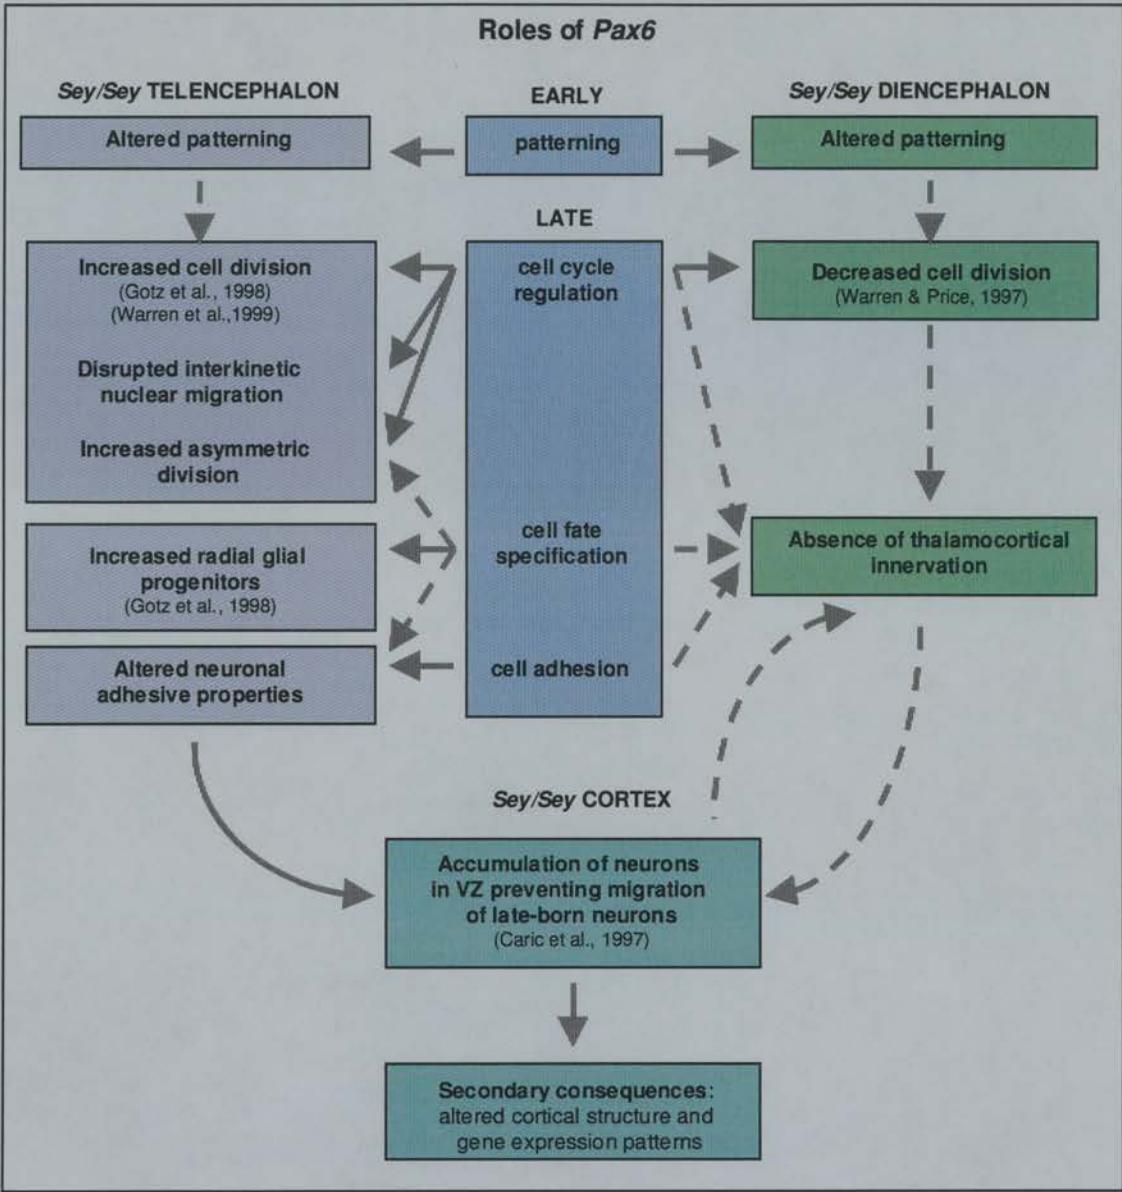 Roles of Pax6
Sey/Sey TELENCEPHALON
Altered patterning
EARLY
patterning
Sey/Sey DIENCEPHALON
Altered patterning
LATE
Increased cell division
(Gotz et al., 1998)
(Warren et al.,1999)
Disrupted interkinetic
nuclear migration
Increased asymmetric
division
cell cycle
regulation
Decreased cell division
(Warren & Price, 1997)
Increased radial glial
progenitors
(Gotz et al., 1998)
cell fate
specification
Absence of thalamocortical
innervation
Altered neuronal
adhesive properties
cell adhesion
Sey/Sey CORTEX
Accumulation of neurons
in VZ preventing migration
of late-born neurons
(Caric et al., 1997)
Secondary consequences:
altered cortical structure and
gene expression patterns